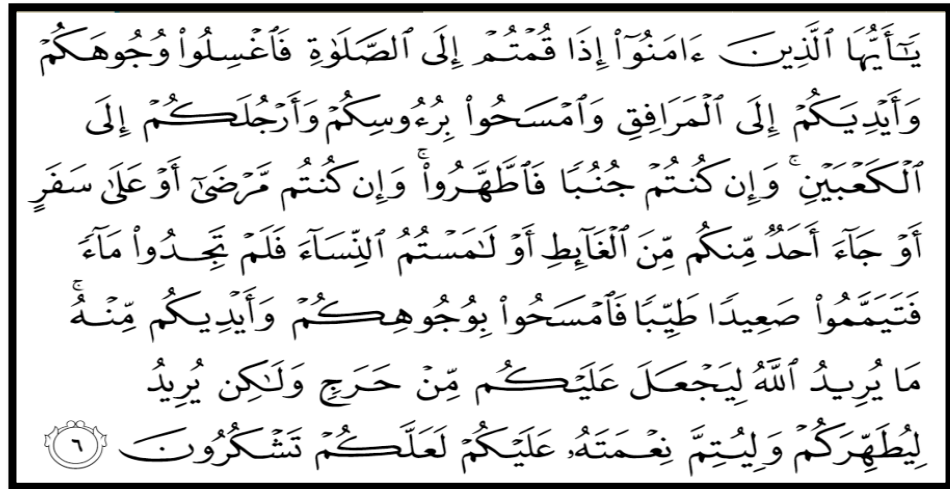 يَـٰٓأَيُّهَا ٱلَّذِينَ ءَامَنُوٓا۟ إِذَا قُمْتُمْ إِلَى ٱلصَّلَوٰةِ فَٱغْسِلُوا۟ وُجُوهَكُمْ
وَأَيْدِيَكُمْ إِلَى ٱلْمَرَافِقِ وَٱمْسَحُوا۟ بِرُءُوسِكُمْ وَأَرْجُلَكُمْ إِلَى
ٱلْكَعْبَيْنِ ۚ وَإِن كُنتُمْ جُنُبًا فَٱطَّهَّرُوا۟ ۚ وَإِن كُنتُم مَّرْضَىٰٓ أَوْ عَلَىٰ سَفَرٍ
أَوْ جَآءَ أَحَدٌ مِّنكُم مِّنَ ٱلْغَآئِطِ أَوْ لَـٰمَسْتُمُ ٱلنِّسَآءَ فَلَمْ تَجِدُوا۟ مَآءً
فَتَيَمَّمُوا۟ صَعِيدًا طَيِّبًا فَٱمْسَحُوا۟ بِوُجُوهِكُمْ وَأَيْدِيكُم مِّنْهُ ۚ
مَا يُرِيدُ ٱللَّهُ لِيَجْعَلَ عَلَيْكُم مِّنْ حَرَجٍ وَلَـٰكِن يُرِيدُ
لِيُطَهِّرَكُمْ وَلِيُتِمَّ نِعْمَتَهُۥ عَلَيْكُمْ لَعَلَّكُمْ تَشْكُرُونَ ٦